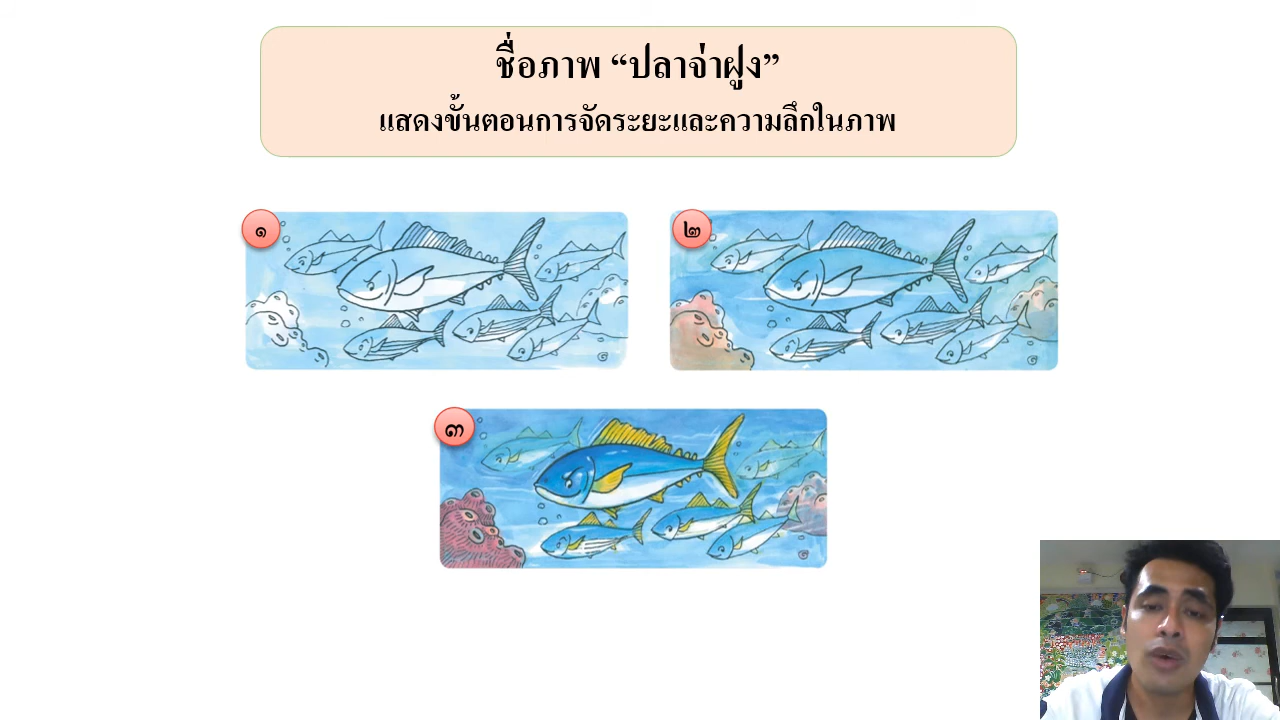 ชื่อภาพ “ปลาจ่าฝูง”
แสดงขั้นตอนการจัดระยะและความลึกในภาพ
๑
๒
๓